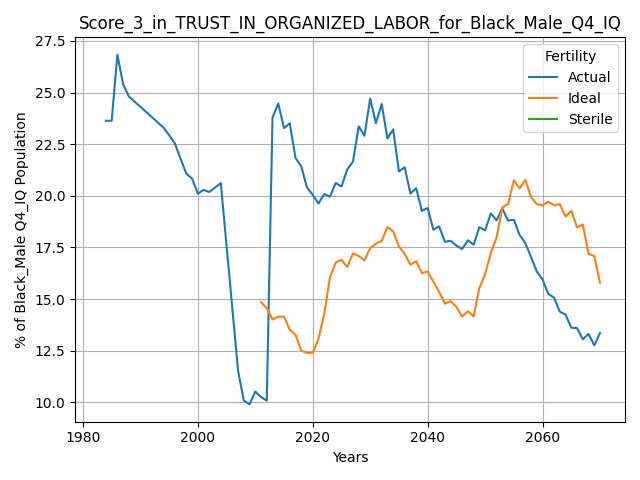 Score_3_in_TRUST_IN_ORGANIZED_LABOR_for_Black_Male_Q4_IQ
% of Black_Male Q4_IQ Population
27.5
25.0
22.5
20.0
17.5
15.0
12.5
10.0
Fertility
Actual
Ideal
Sterile
1980
2000
2020
2040
2060
Years